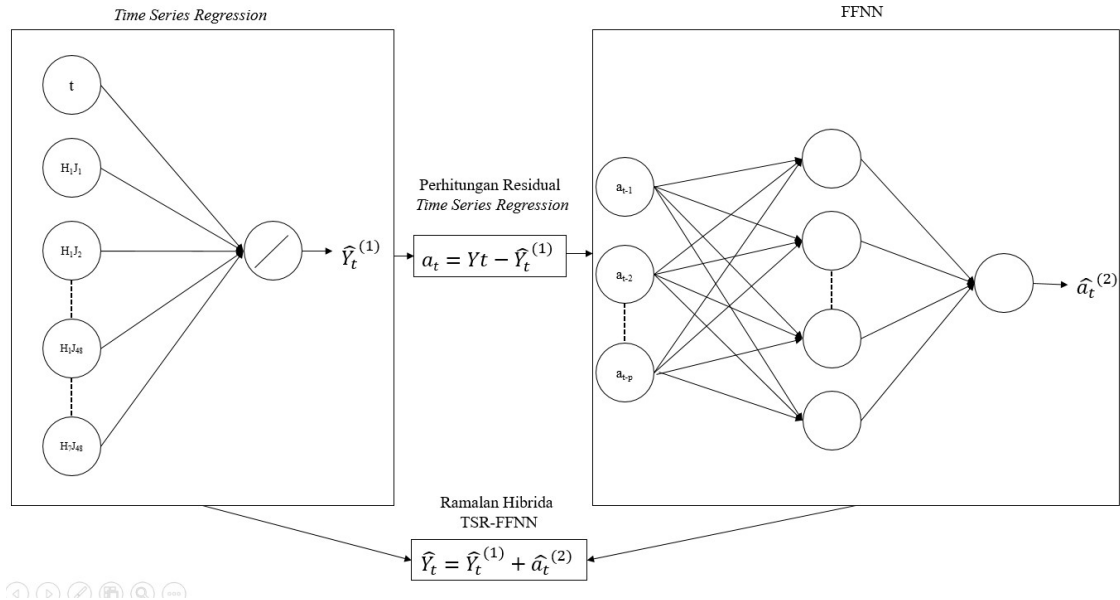 Time Series Regression
t
H₁J₁
H₁J₂
H₁J₄₈
H₇J₄₈
Ŷₜ⁽¹⁾
Perhitungan Residual
Time Series Regression
aₜ = Yt − Ŷₜ⁽¹⁾
FFNN
aₜ₋₁
aₜ₋₂
aₜ₋ₚ
âₜ⁽²⁾
Ramalan Hibrida
TSR-FFNN
Ŷₜ = Ŷₜ⁽¹⁾ + âₜ⁽²⁾